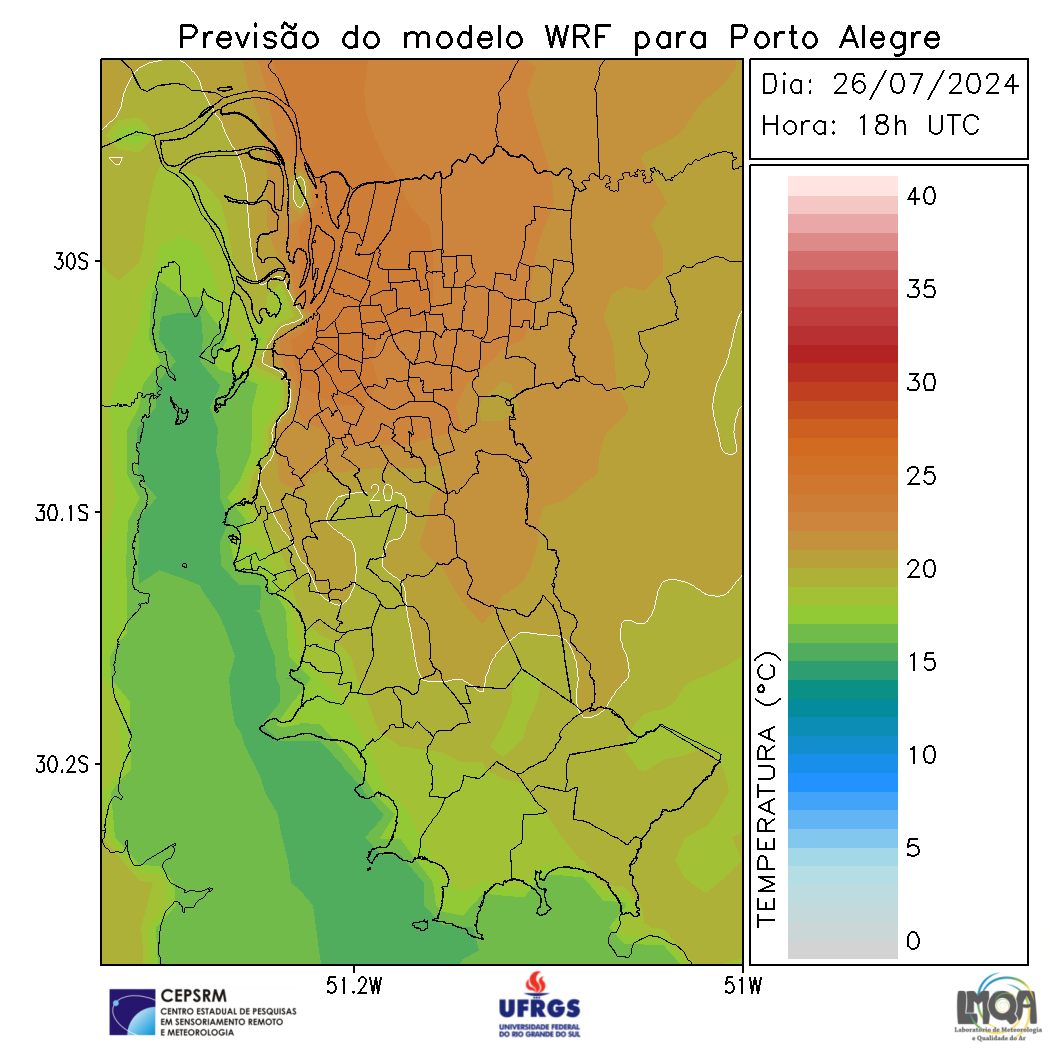 Previsão do modelo WRF para Porto Alegre
Dia: 26/07/2024
Hora: 18h UTC
40
35
30
25
20
15
10
5
0
TEMPERATURA (°C)
30S
30.1S
30.2S
20
51.2W
51W
CEPSRM
CENTRO ESTADUAL DE PESQUISAS
EM SENSORIAMENTO REMOTO
E METEOROLOGIA
UFRGS
UNIVERSIDADE FEDERAL
DO RIO GRANDE DO SUL
LMQA
Laboratório de Meteorologia
e Qualidade do Ar